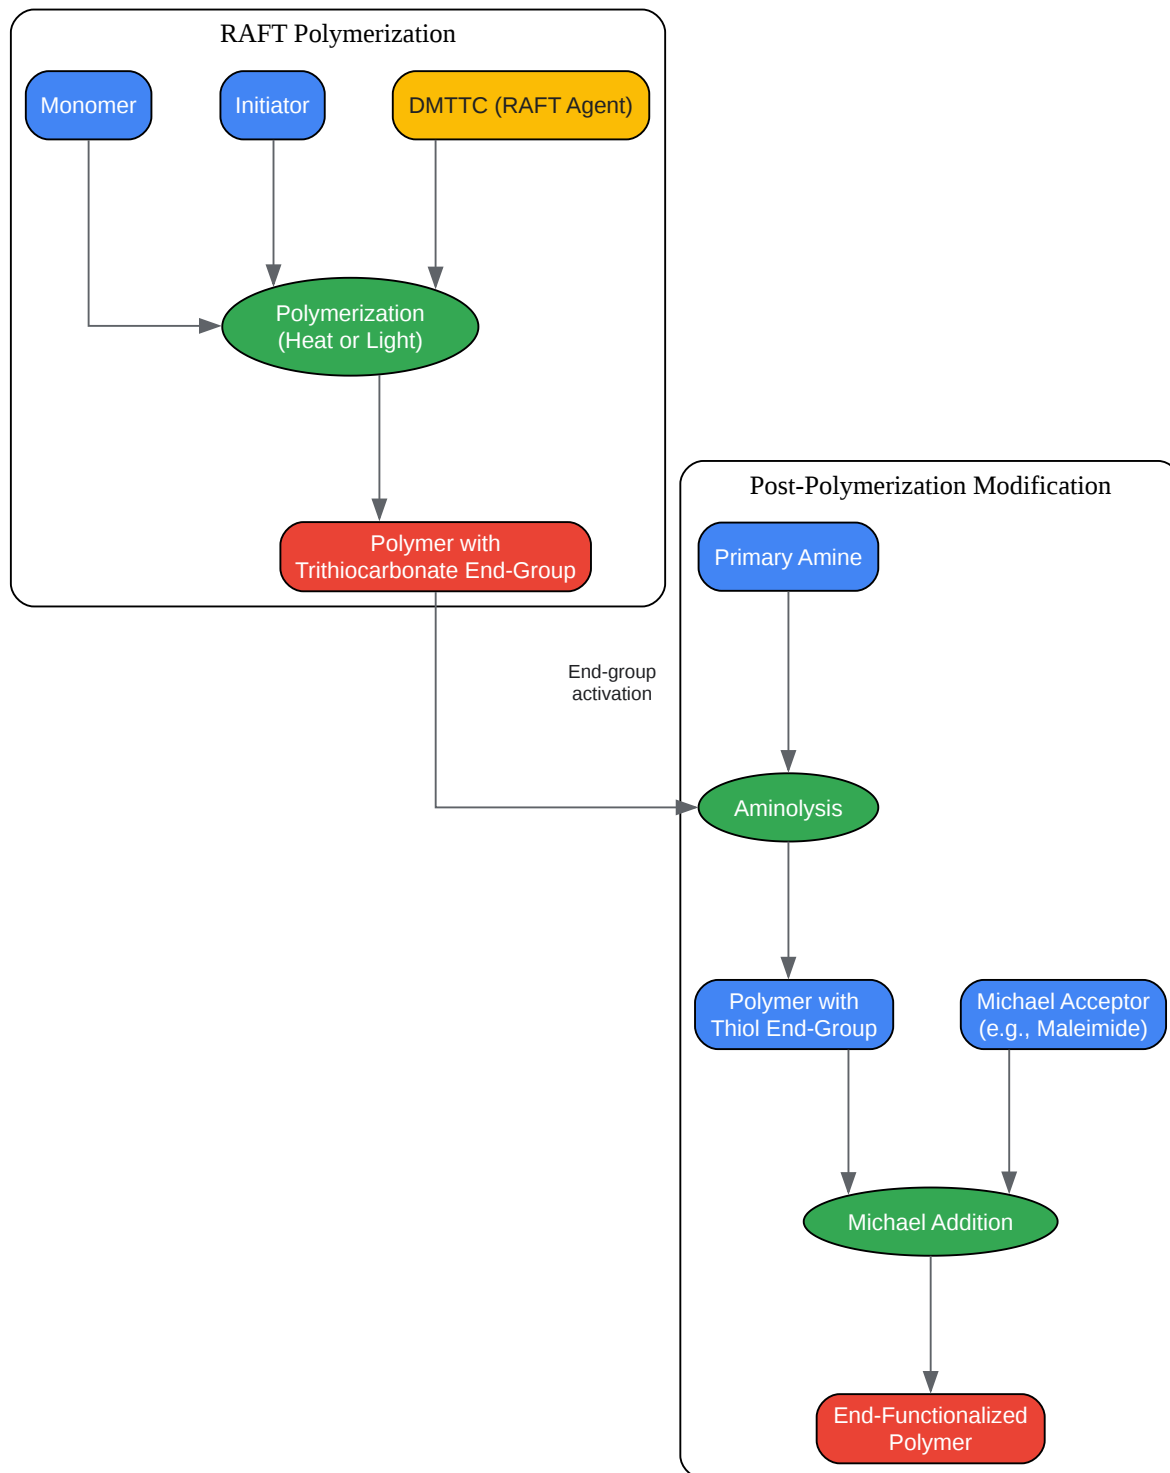 RAFT Polymerization
Monomer
Initiator
DMTTC (RAFT Agent)
Polymerization
(Heat or Light)
Polymer with
Trithiocarbonate End-Group
End-group
activation
Post-Polymerization Modification
Primary Amine
Aminolysis
Polymer with
Thiol End-Group
Michael Acceptor
(e.g., Maleimide)
Michael Addition
End-Functionalized
Polymer